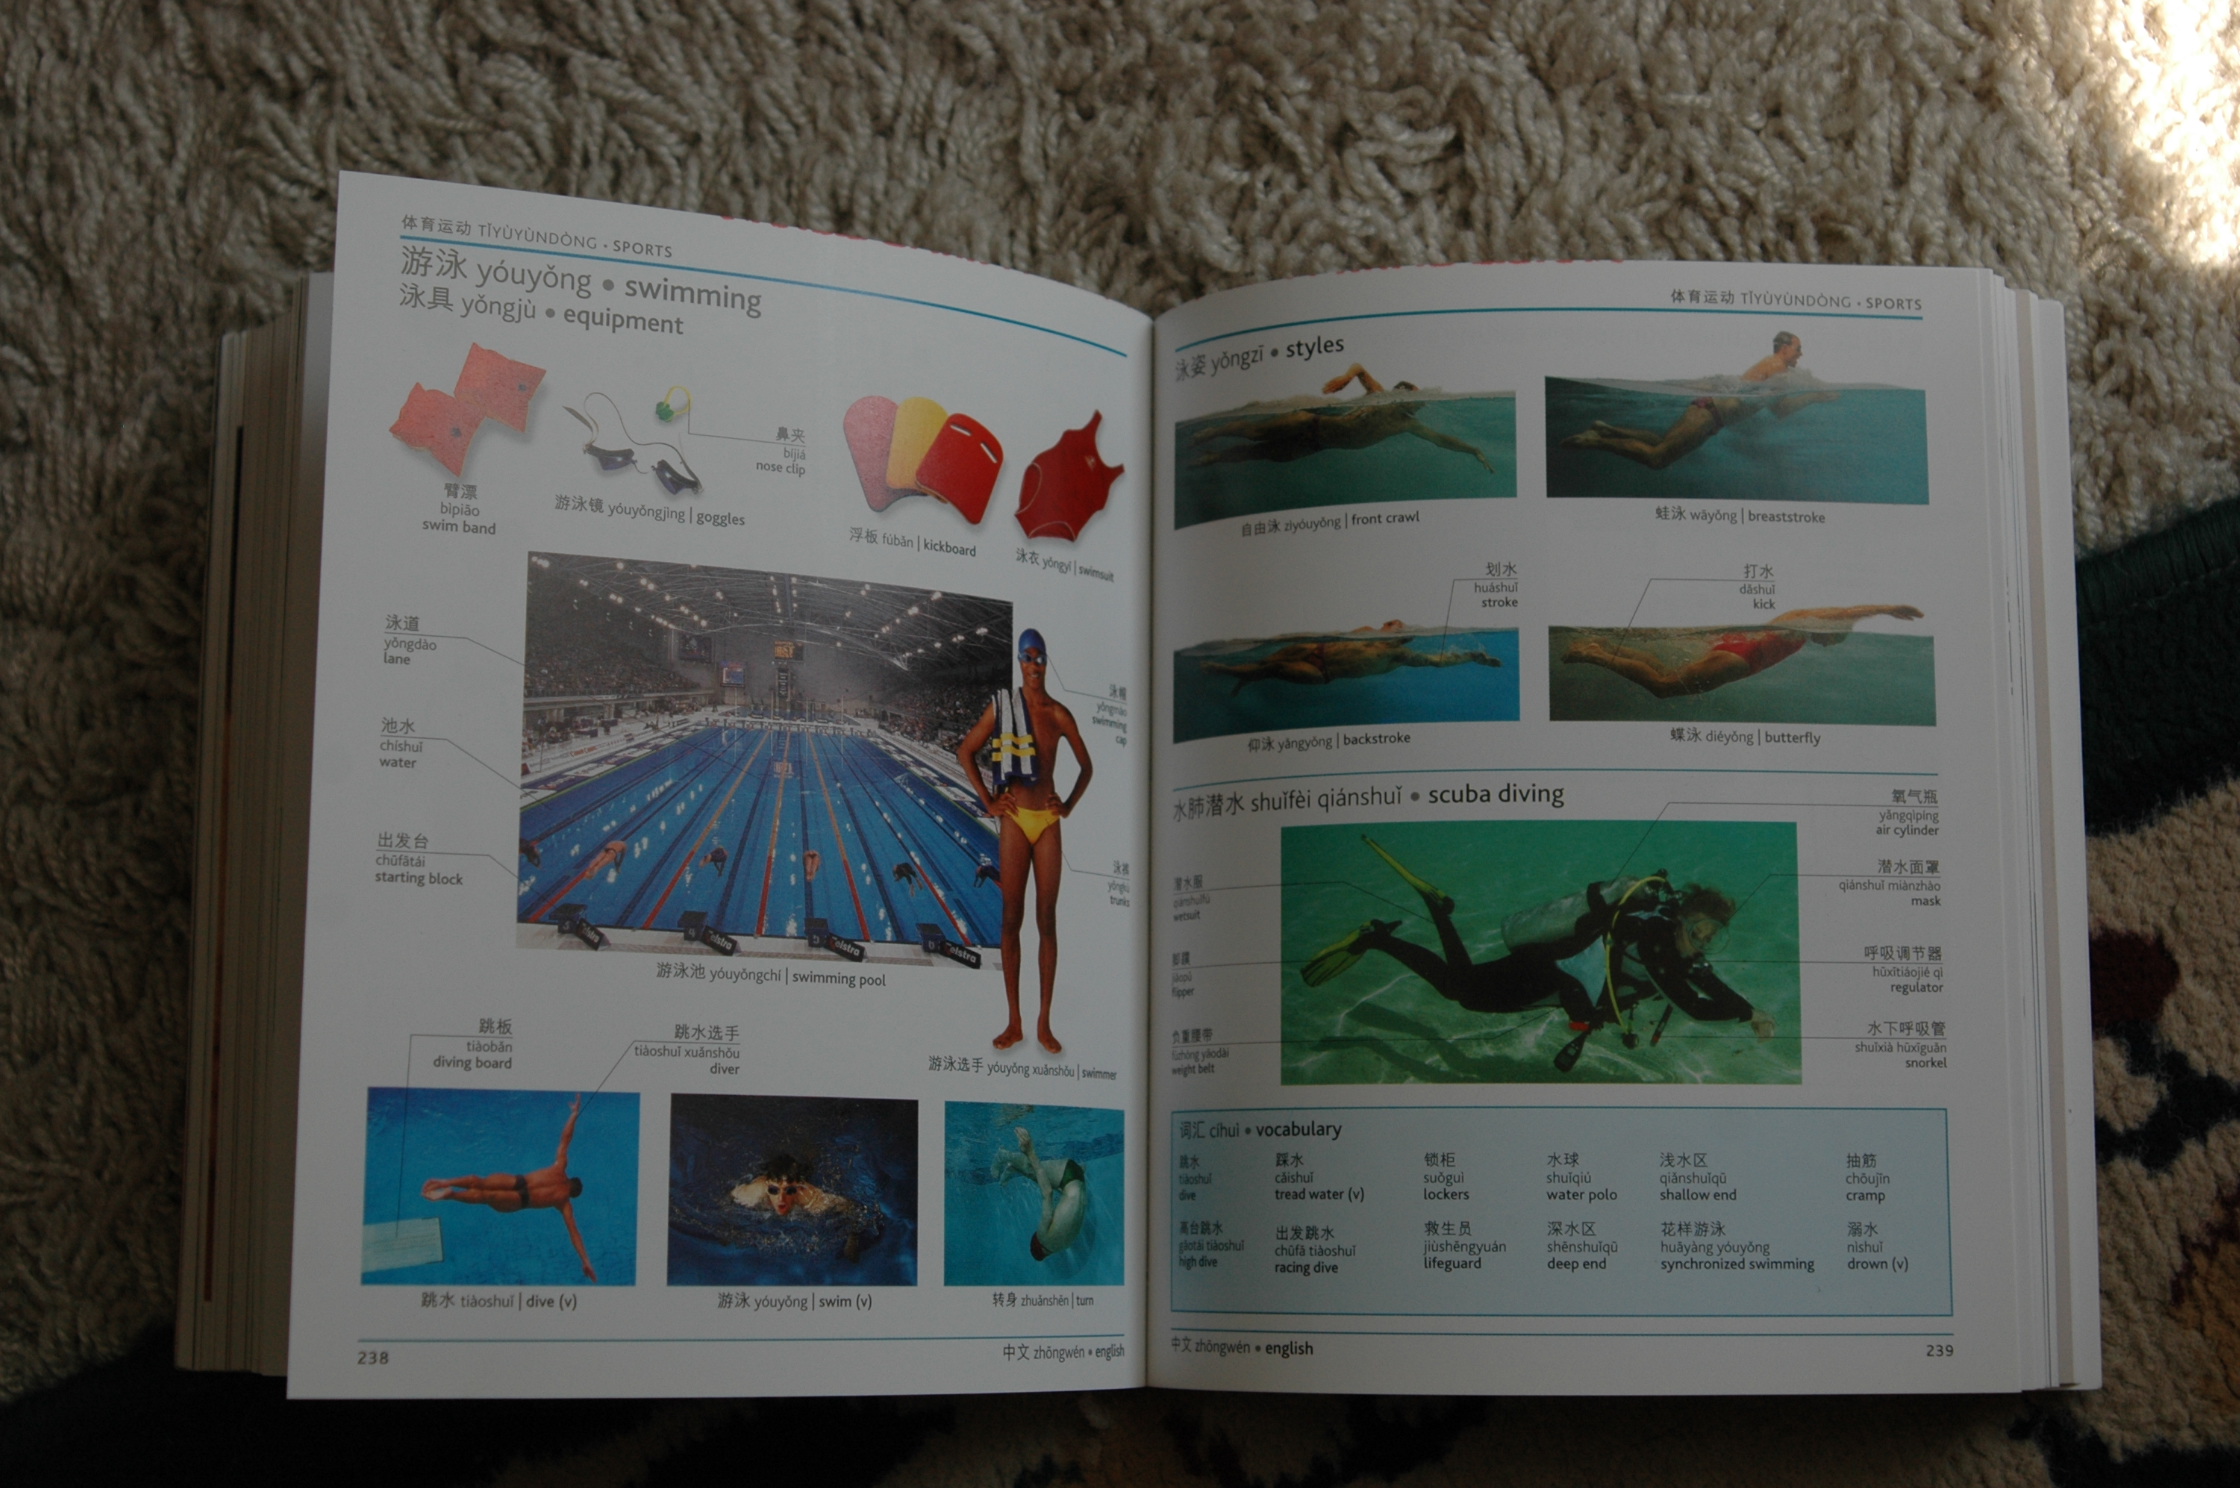 体育运动 TǏYÙYÙNDÒNG • SPORTS
游泳 yóuyǒng • swimming
泳具 yǒngjù • equipment
臂漂
bìpiāo
swim band
鼻夹
bíjiā
nose clip
游泳镜 yóuyǒngjìng | goggles
浮板 fúbǎn | kickboard
泳衣 yǒngyī | swimsuit
泳道
yǒngdào
lane
池水
chíshuǐ
water
出发台
chūfātái
starting block
游泳池 yóuyǒngchí | swimming pool
泳帽
yǒngmào
swimming
cap
泳裤
yǒngkù
trunks
游泳选手 yóuyǒng xuǎnshǒu | swimmer
跳板
tiàobǎn
diving board
跳水选手
tiàoshuǐ xuǎnshǒu
diver
跳水 tiàoshuǐ | dive (v)
游泳 yóuyǒng | swim (v)
转身 zhuǎnshēn | turn
238
中文 zhōngwén • english
体育运动 TǏYÙYÙNDÒNG • SPORTS
泳姿 yǒngzī • styles
自由泳 zìyóuyǒng | front crawl
蛙泳 wāyǒng | breaststroke
划水
huáshuǐ
stroke
打水
dǎshuǐ
kick
仰泳 yǎngyǒng | backstroke
蝶泳 diéyǒng | butterfly
水肺潜水 shuǐfèi qiánshuǐ • scuba diving
潜水服
qiánshuǐfú
wetsuit
脚蹼
jiǎopǔ
flipper
负重腰带
fùzhòng yāodài
weight belt
氧气瓶
yǎngqìpíng
air cylinder
潜水面罩
qiánshuǐ miànzhào
mask
呼吸调节器
hūxītiáojié qì
regulator
水下呼吸管
shuǐxià hūxīguǎn
snorkel
词汇 cíhuì • vocabulary
跳水
tiàoshuǐ
dive
踩水
cǎishuǐ
tread water (v)
锁柜
suǒguì
lockers
水球
shuǐqiú
water polo
浅水区
qiǎnshuǐqū
shallow end
抽筋
chōujīn
cramp
高台跳水
gāotái tiàoshuǐ
high dive
出发跳水
chūfā tiàoshuǐ
racing dive
救生员
jiùshēngyuán
lifeguard
深水区
shēnshuǐqū
deep end
花样游泳
huāyàng yóuyǒng
synchronized swimming
溺水
nìshuǐ
drown (v)
中文 zhōngwén • english
239